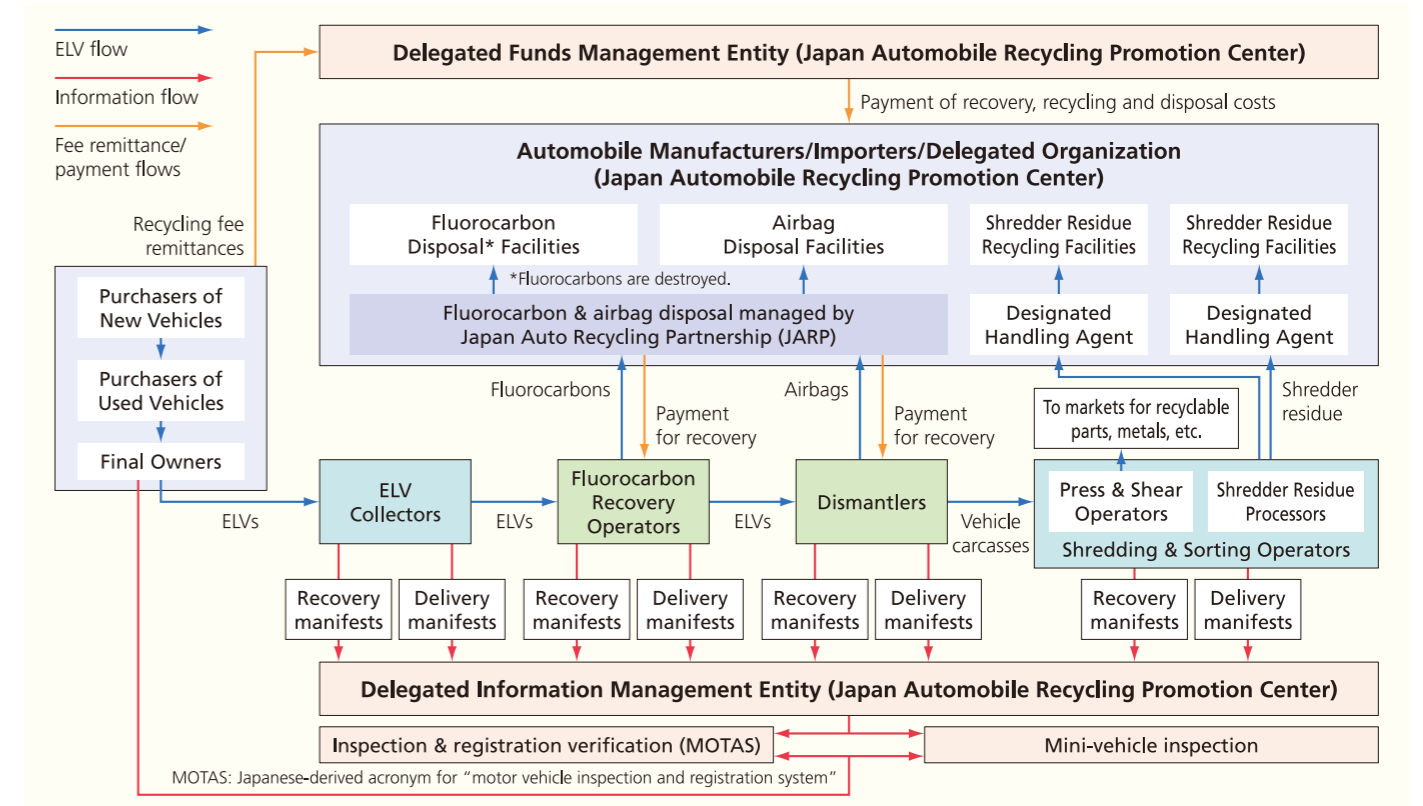 ELV flow
Information flow
Fee remittance/
payment flows
Delegated Funds Management Entity (Japan Automobile Recycling Promotion Center)
Payment of recovery, recycling and disposal costs
Recycling fee
remittances
Automobile Manufacturers/Importers/Delegated Organization
(Japan Automobile Recycling Promotion Center)
Fluorocarbon
Disposal* Facilities
Airbag
Disposal Facilities
Shredder Residue
Recycling Facilities
Shredder Residue
Recycling Facilities
*Fluorocarbons are destroyed.
Fluorocarbon & airbag disposal managed by
Japan Auto Recycling Partnership (JARP)
Designated
Handling Agent
Designated
Handling Agent
Purchasers of
New Vehicles
Purchasers of
Used Vehicles
Final Owners
Fluorocarbons
Payment
for recovery
Airbags
Payment
for recovery
To markets for recyclable
parts, metals, etc.
Shredder
residue
ELVs
ELV
Collectors
ELVs
Fluorocarbon
Recovery
Operators
ELVs
Dismantlers
Vehicle
carcasses
Press & Shear
Operators
Shredder Residue
Processors
Shredding & Sorting Operators
Recovery
manifests
Delivery
manifests
Recovery
manifests
Delivery
manifests
Recovery
manifests
Delivery
manifests
Recovery
manifests
Delivery
manifests
Delegated Information Management Entity (Japan Automobile Recycling Promotion Center)
Inspection & registration verification (MOTAS)
Mini-vehicle inspection
MOTAS: Japanese-derived acronym for “motor vehicle inspection and registration system”